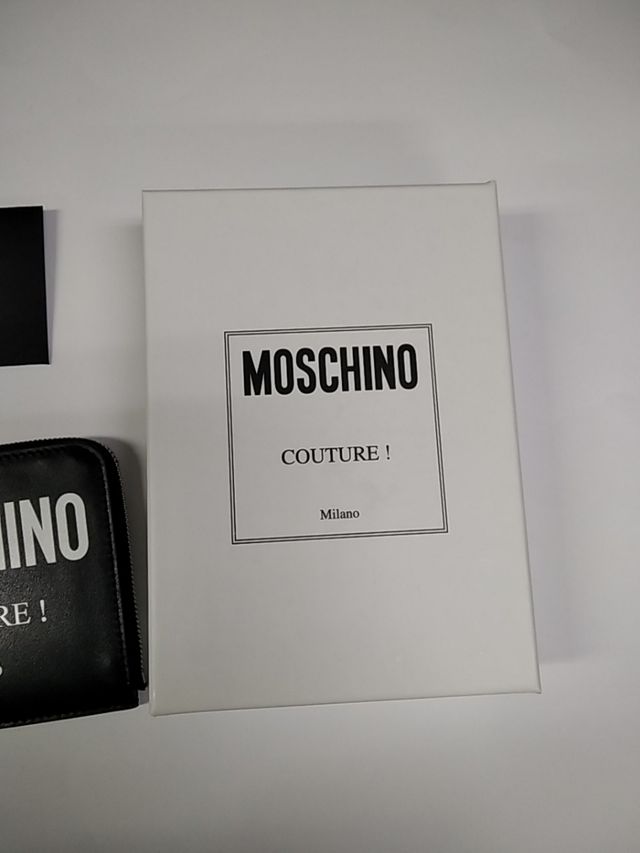 MOSCHINO
COUTURE !
Milano
HINO
RE !